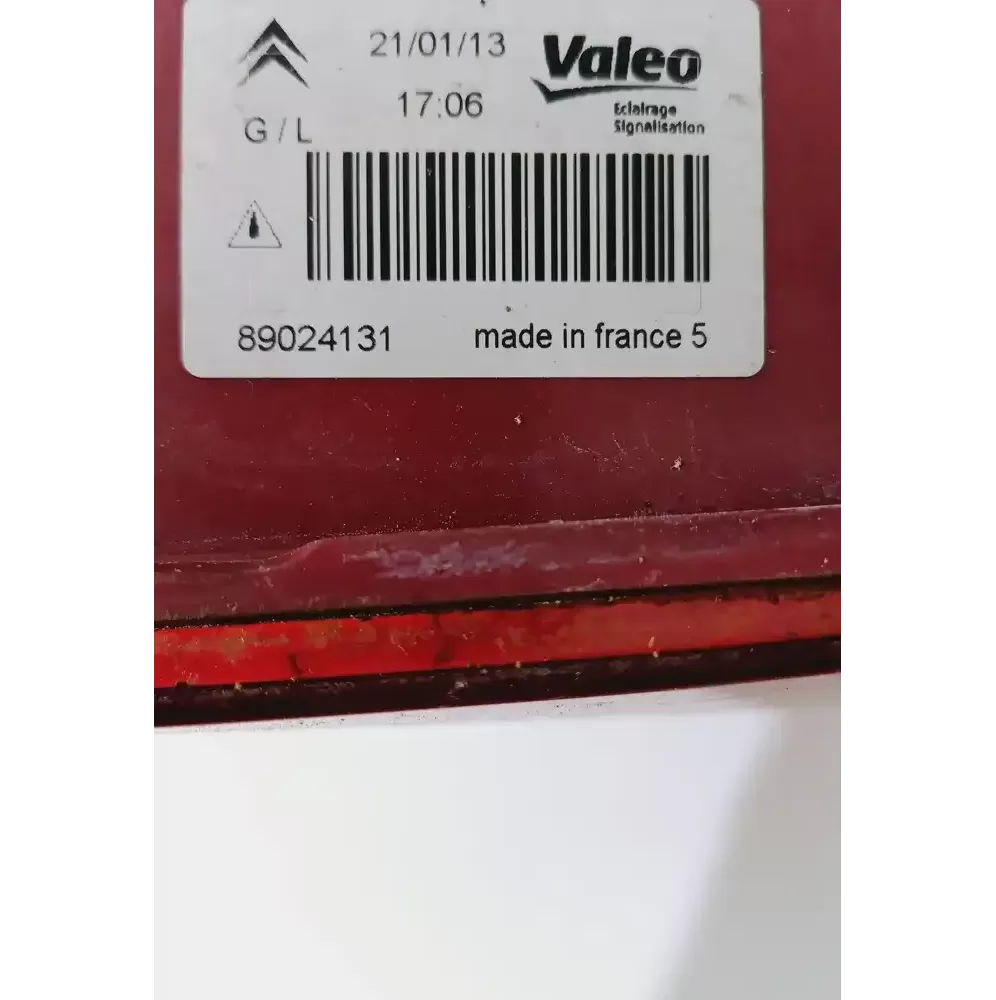 21/01/13
Valeo
17:06
Eclairage
Signalisation
G / L
89024131
made in france 5